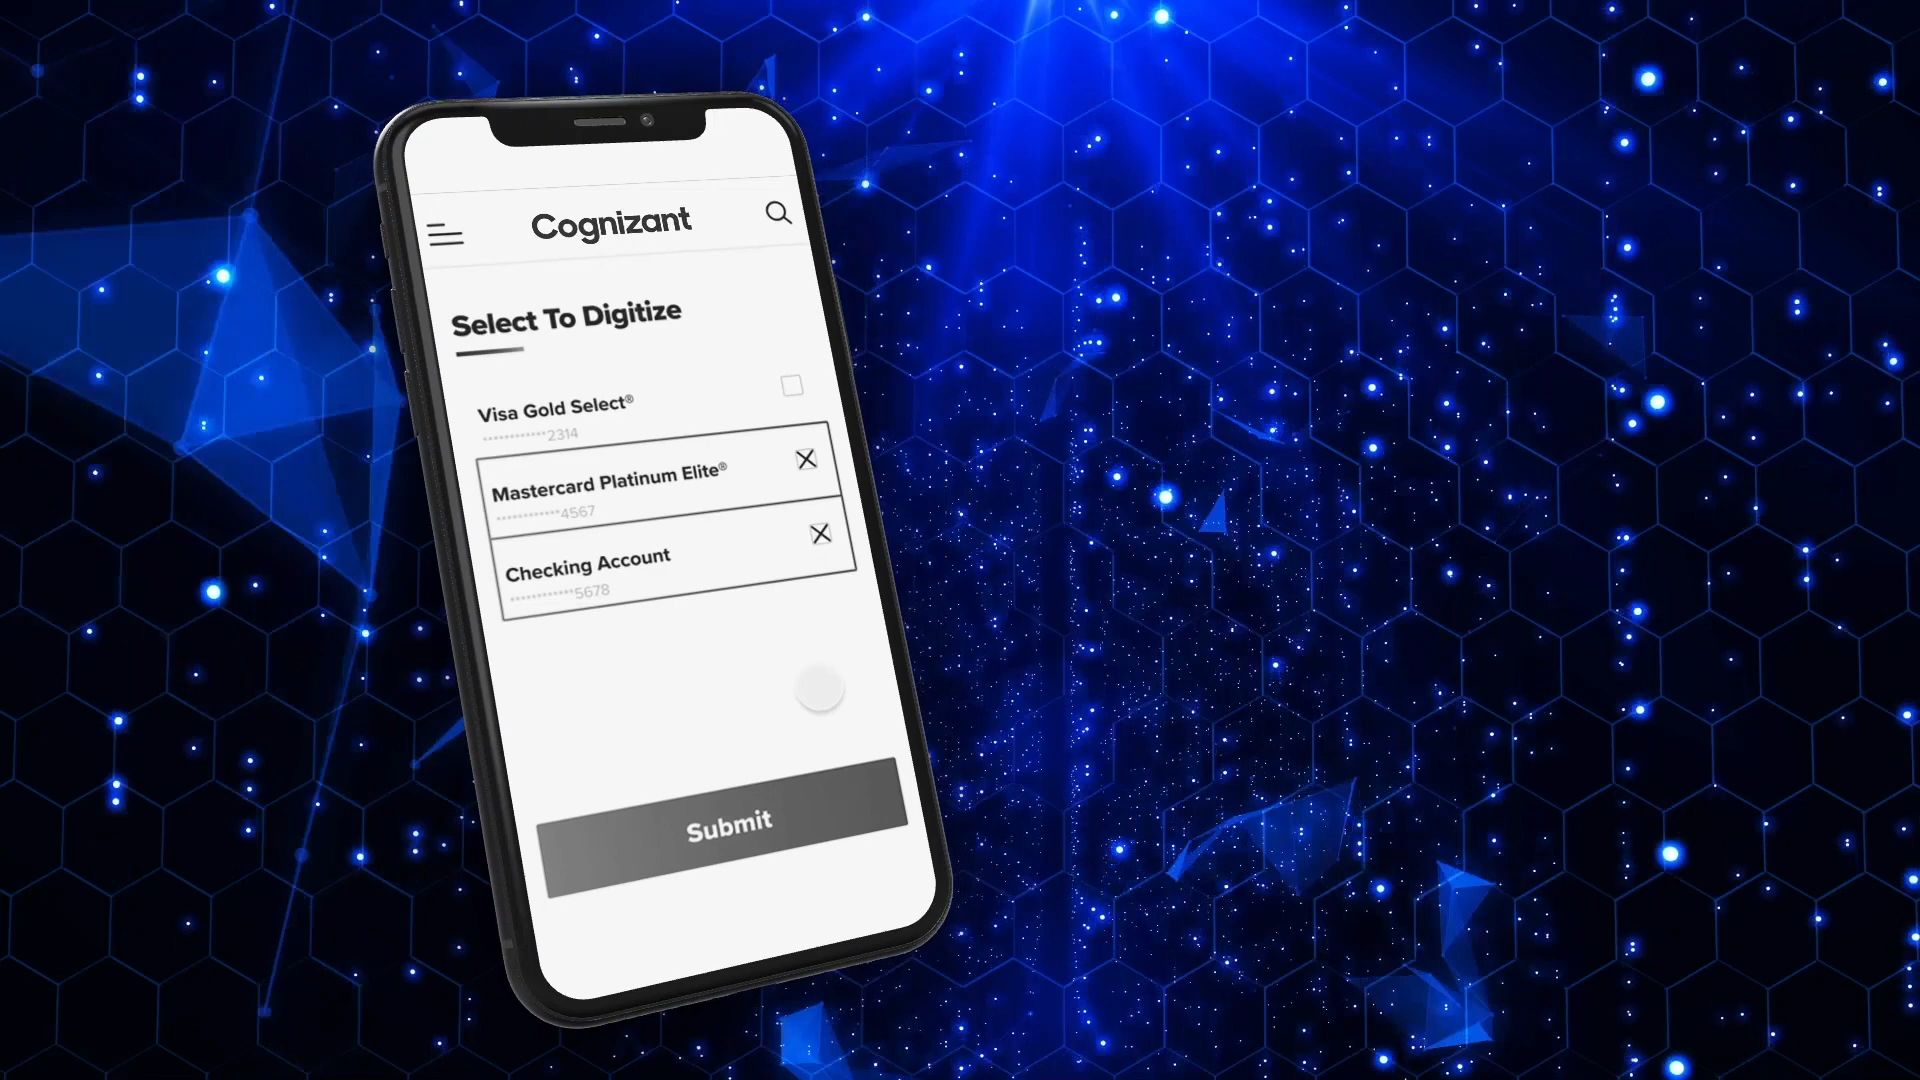 Cognizant
Select To Digitize
Visa Gold Select®
············2314
Mastercard Platinum Elite®
············4567
Checking Account
············5678
Submit